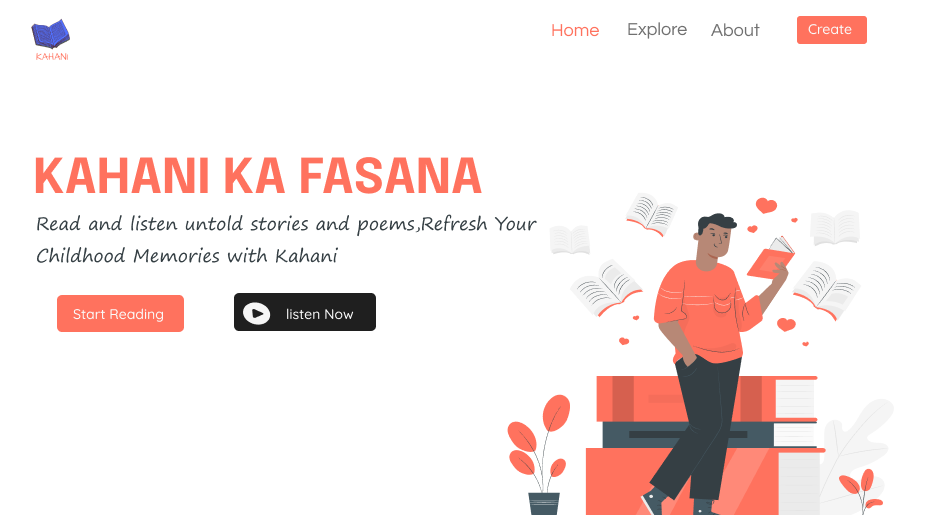 KAHANI
Home Explore About Create
KAHANI KA FASANA
Read and listen untold stories and poems,Refresh Your
Childhood Memories with Kahani
Start Reading
listen Now